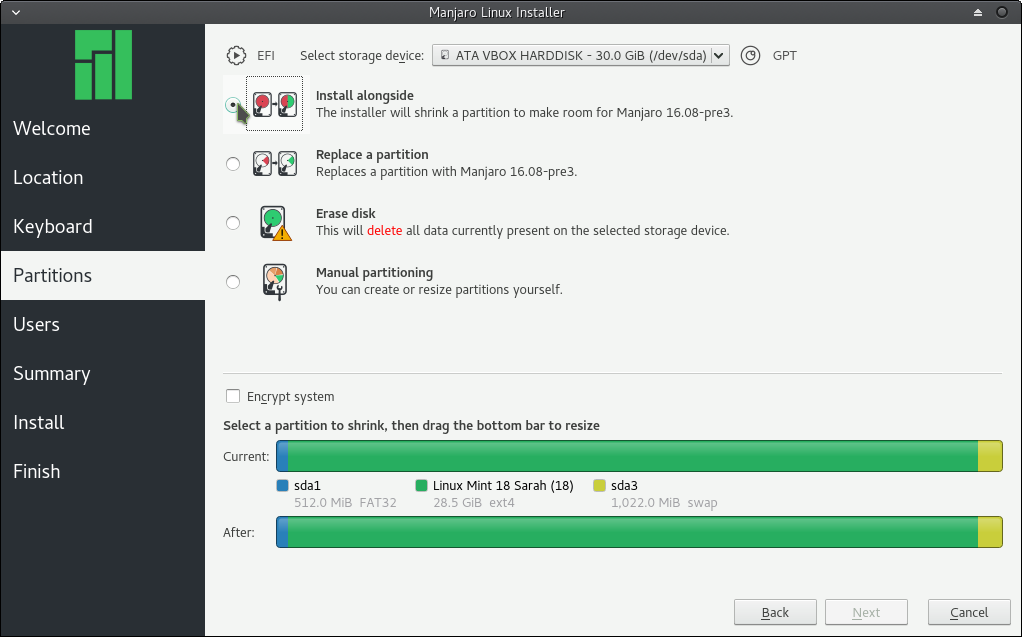 Manjaro Linux Installer
EFI Select storage device: ATA VBOX HARDDISK - 30.0 GiB (/dev/sda) GPT
Welcome
Location
Keyboard
Partitions
Users
Summary
Install
Finish
Install alongside
The installer will shrink a partition to make room for Manjaro 16.08-pre3.
Replace a partition
Replaces a partition with Manjaro 16.08-pre3.
Erase disk
This will delete all data currently present on the selected storage device.
Manual partitioning
You can create or resize partitions yourself.
Encrypt system
Select a partition to shrink, then drag the bottom bar to resize
Current:
sda1 Linux Mint 18 Sarah (18) sda3
512.0 MiB FAT32 28.5 GiB ext4 1,022.0 MiB swap
After:
Back Next Cancel